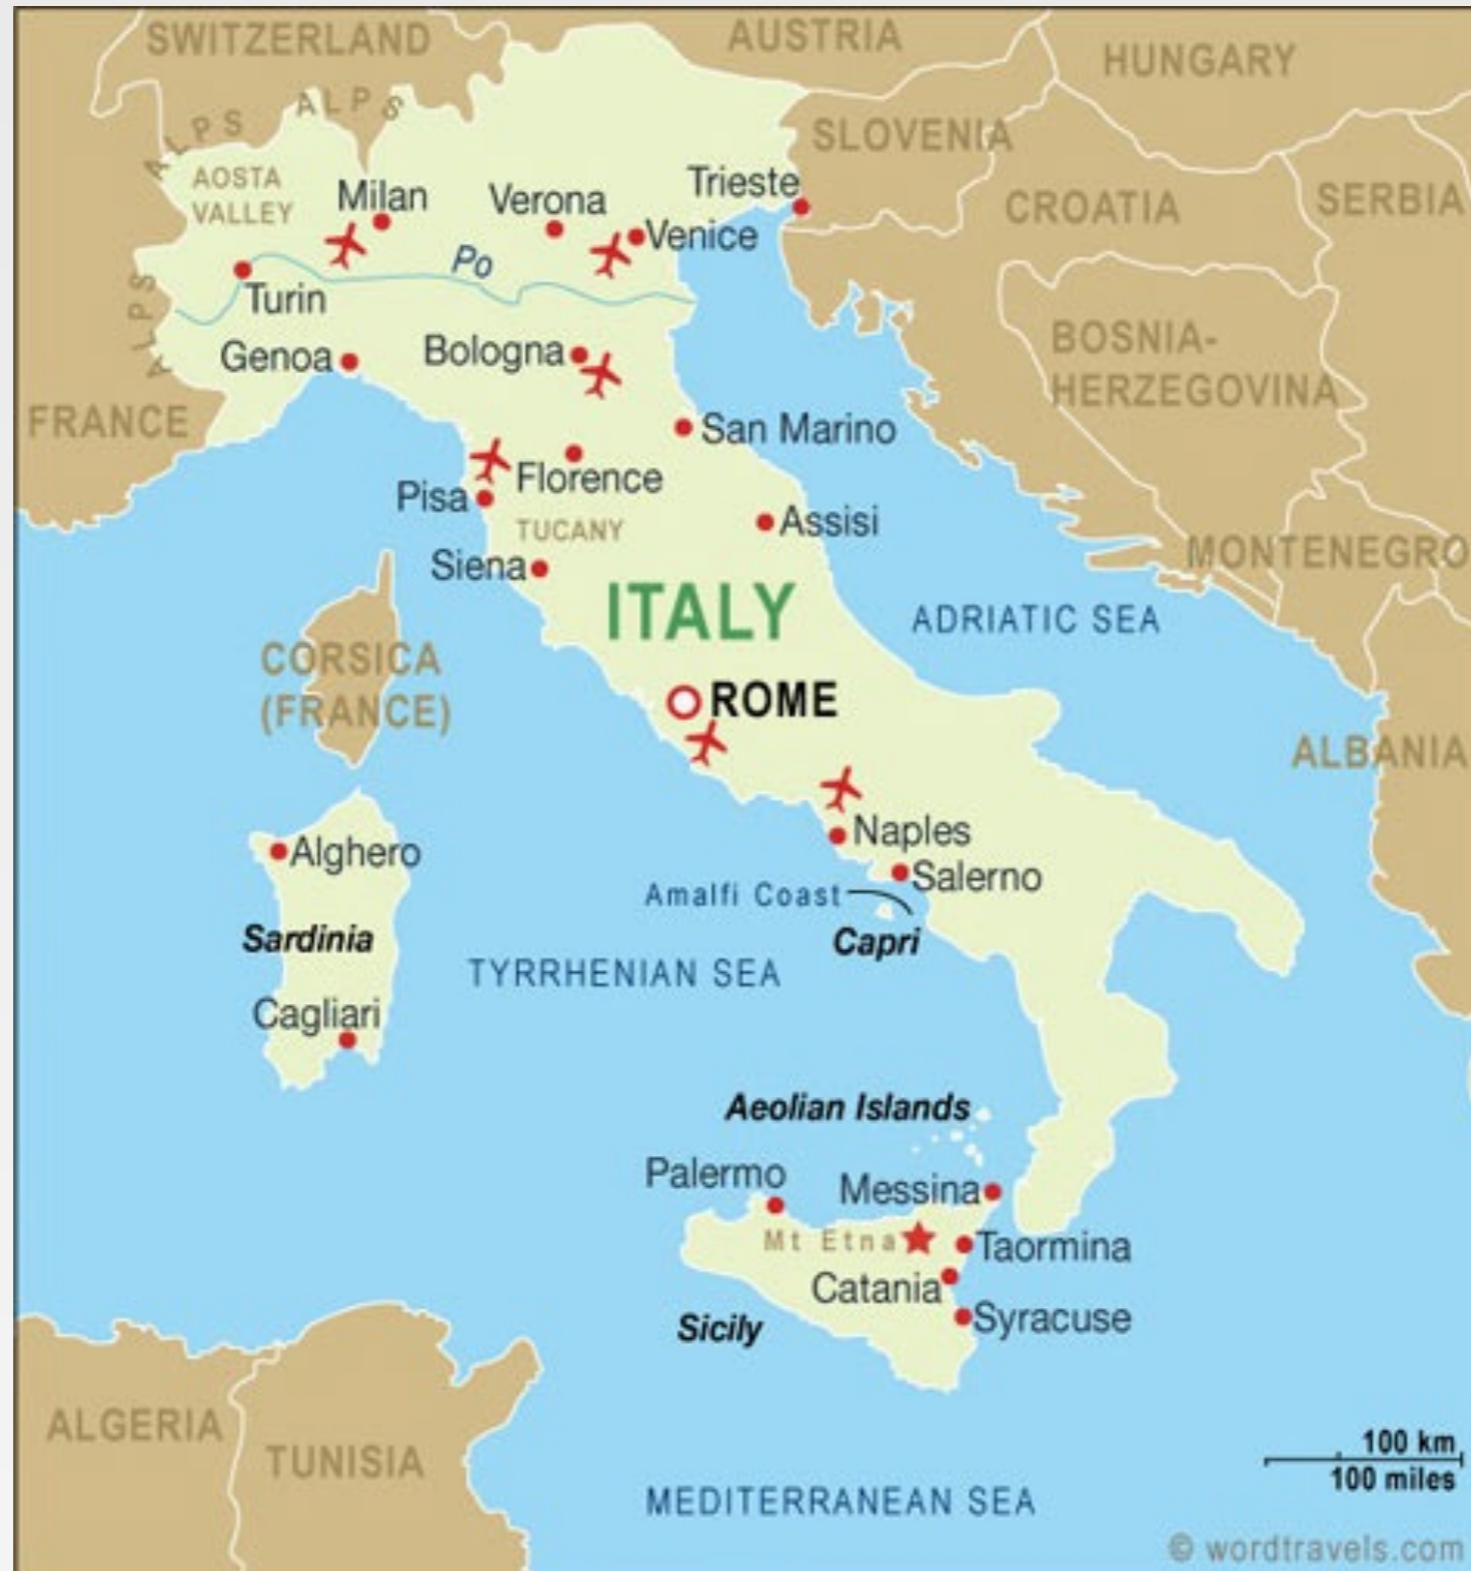 SWITZERLAND
AUSTRIA
HUNGARY
ALPS
ALPS
SLOVENIA
AOSTA
VALLEY
Milan
Verona
Trieste
CROATIA
SERBIA
Venice
Po
Turin
ALPS
Genoa
Bologna
BOSNIA-
HERZEGOVINA
FRANCE
San Marino
Florence
Pisa
TUCANY
Assisi
Siena
MONTENEGRO
ITALY
ADRIATIC SEA
CORSICA
(FRANCE)
ROME
ALBANIA
Naples
Alghero
Salerno
Amalfi Coast
Capri
Sardinia
TYRRHENIAN SEA
Cagliari
Aeolian Islands
Palermo
Messina
Mt Etna
Taormina
Catania
Syracuse
Sicily
ALGERIA
TUNISIA
100 km
100 miles
MEDITERRANEAN SEA
© wordtravels.com